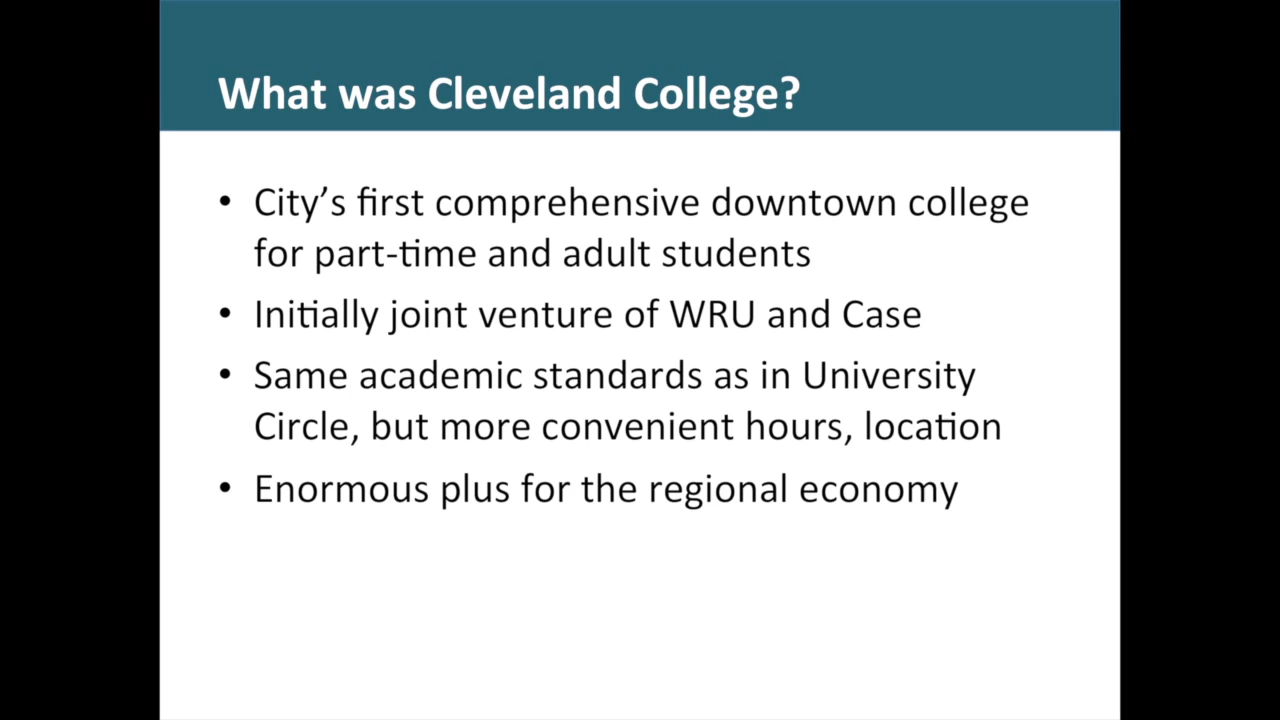 What was Cleveland College?
• City’s first comprehensive downtown college
for part-time and adult students
• Initially joint venture of WRU and Case
• Same academic standards as in University
Circle, but more convenient hours, location
• Enormous plus for the regional economy